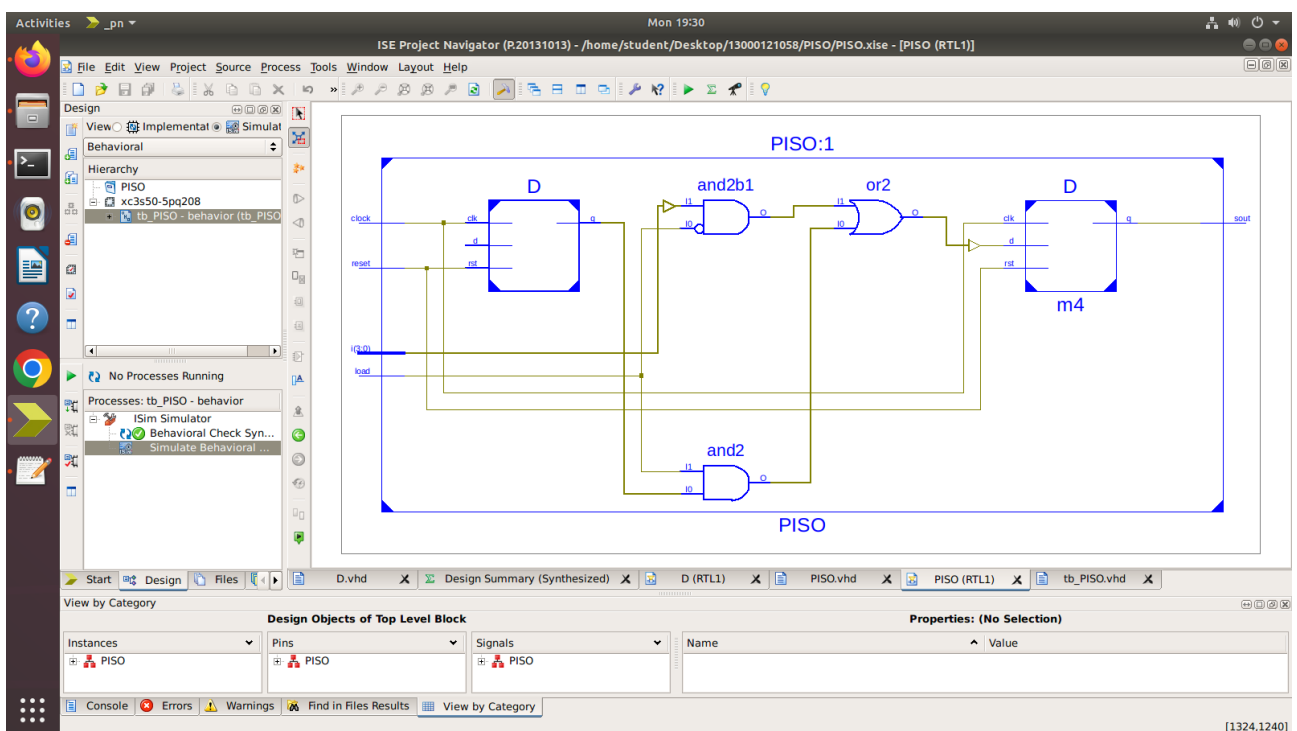 Activities _pn Mon 19:30
ISE Project Navigator (P.20131013) - /home/student/Desktop/13000121058/PISO/PISO.xise - [PISO (RTL1)]
File Edit View Project Source Process Tools Window Layout Help
Design
View Implementat Simulat
Behavioral
Hierarchy
PISO
xc3s50-5pq208
tb_PISO - behavior (tb_PISO
No Processes Running
Processes: tb_PISO - behavior
ISim Simulator
Behavioral Check Syn...
Simulate Behavioral ...
PISO:1
D and2b1 or2 D
clock clk q I1 O I1 O clk q sout
I0 I0
d d
reset rst rst
m4
i(3:0)
load
and2
I1 O
I0
PISO
Start Design Files D.vhd Design Summary (Synthesized) D (RTL1) PISO.vhd PISO (RTL1) tb_PISO.vhd
View by Category
Design Objects of Top Level Block Properties: (No Selection)
Instances Pins Signals Name Value
PISO PISO PISO
Console Errors Warnings Find in Files Results View by Category
[1324,1240]